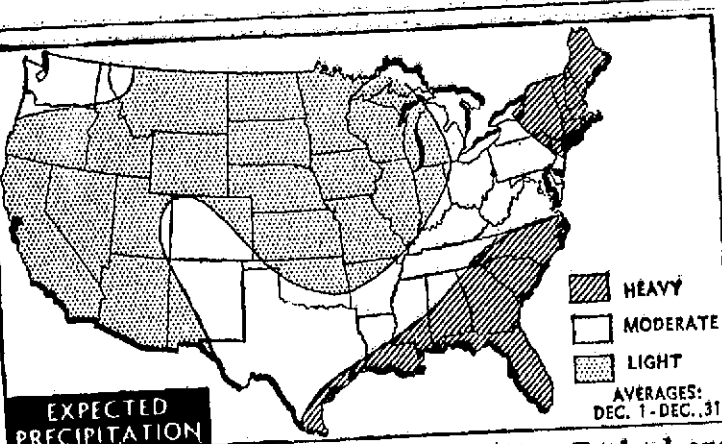 HEAVY
MODERATE
LIGHT
AVERAGES:
DEC. 1 - DEC., 31
EXPECTED
PRECIPITATION